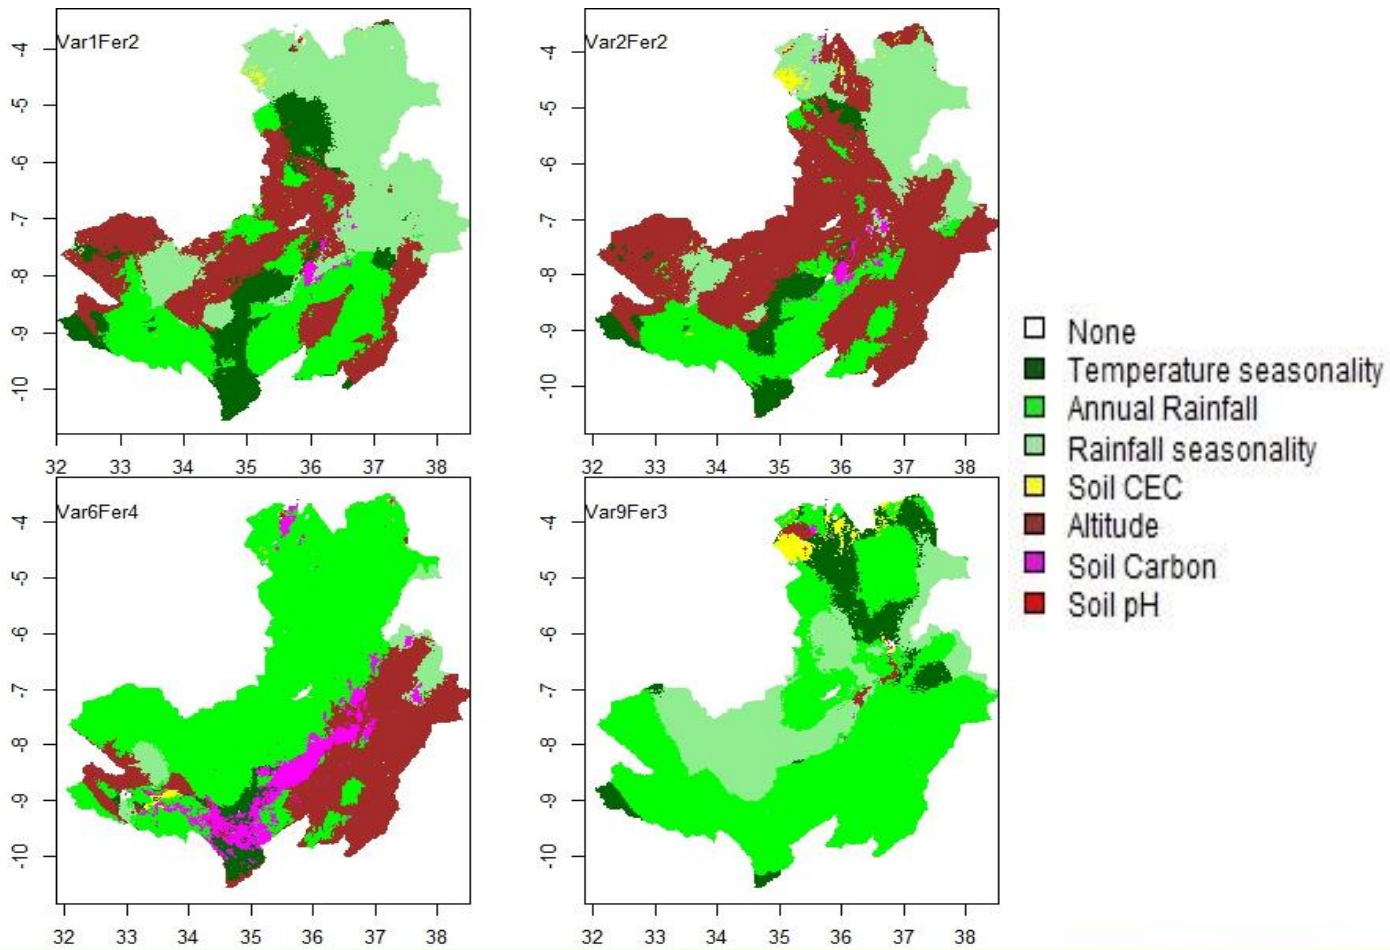 Var1Fer2
-4
-5
-6
-7
-8
-9
-10
32 33 34 35 36 37 38
Var2Fer2
-4
-5
-6
-7
-8
-9
-10
32 33 34 35 36 37 38
Var6Fer4
-4
-5
-6
-7
-8
-9
-10
32 33 34 35 36 37 38
Var9Fer3
-4
-5
-6
-7
-8
-9
-10
32 33 34 35 36 37 38
None
Temperature seasonality
Annual Rainfall
Rainfall seasonality
Soil CEC
Altitude
Soil Carbon
Soil pH